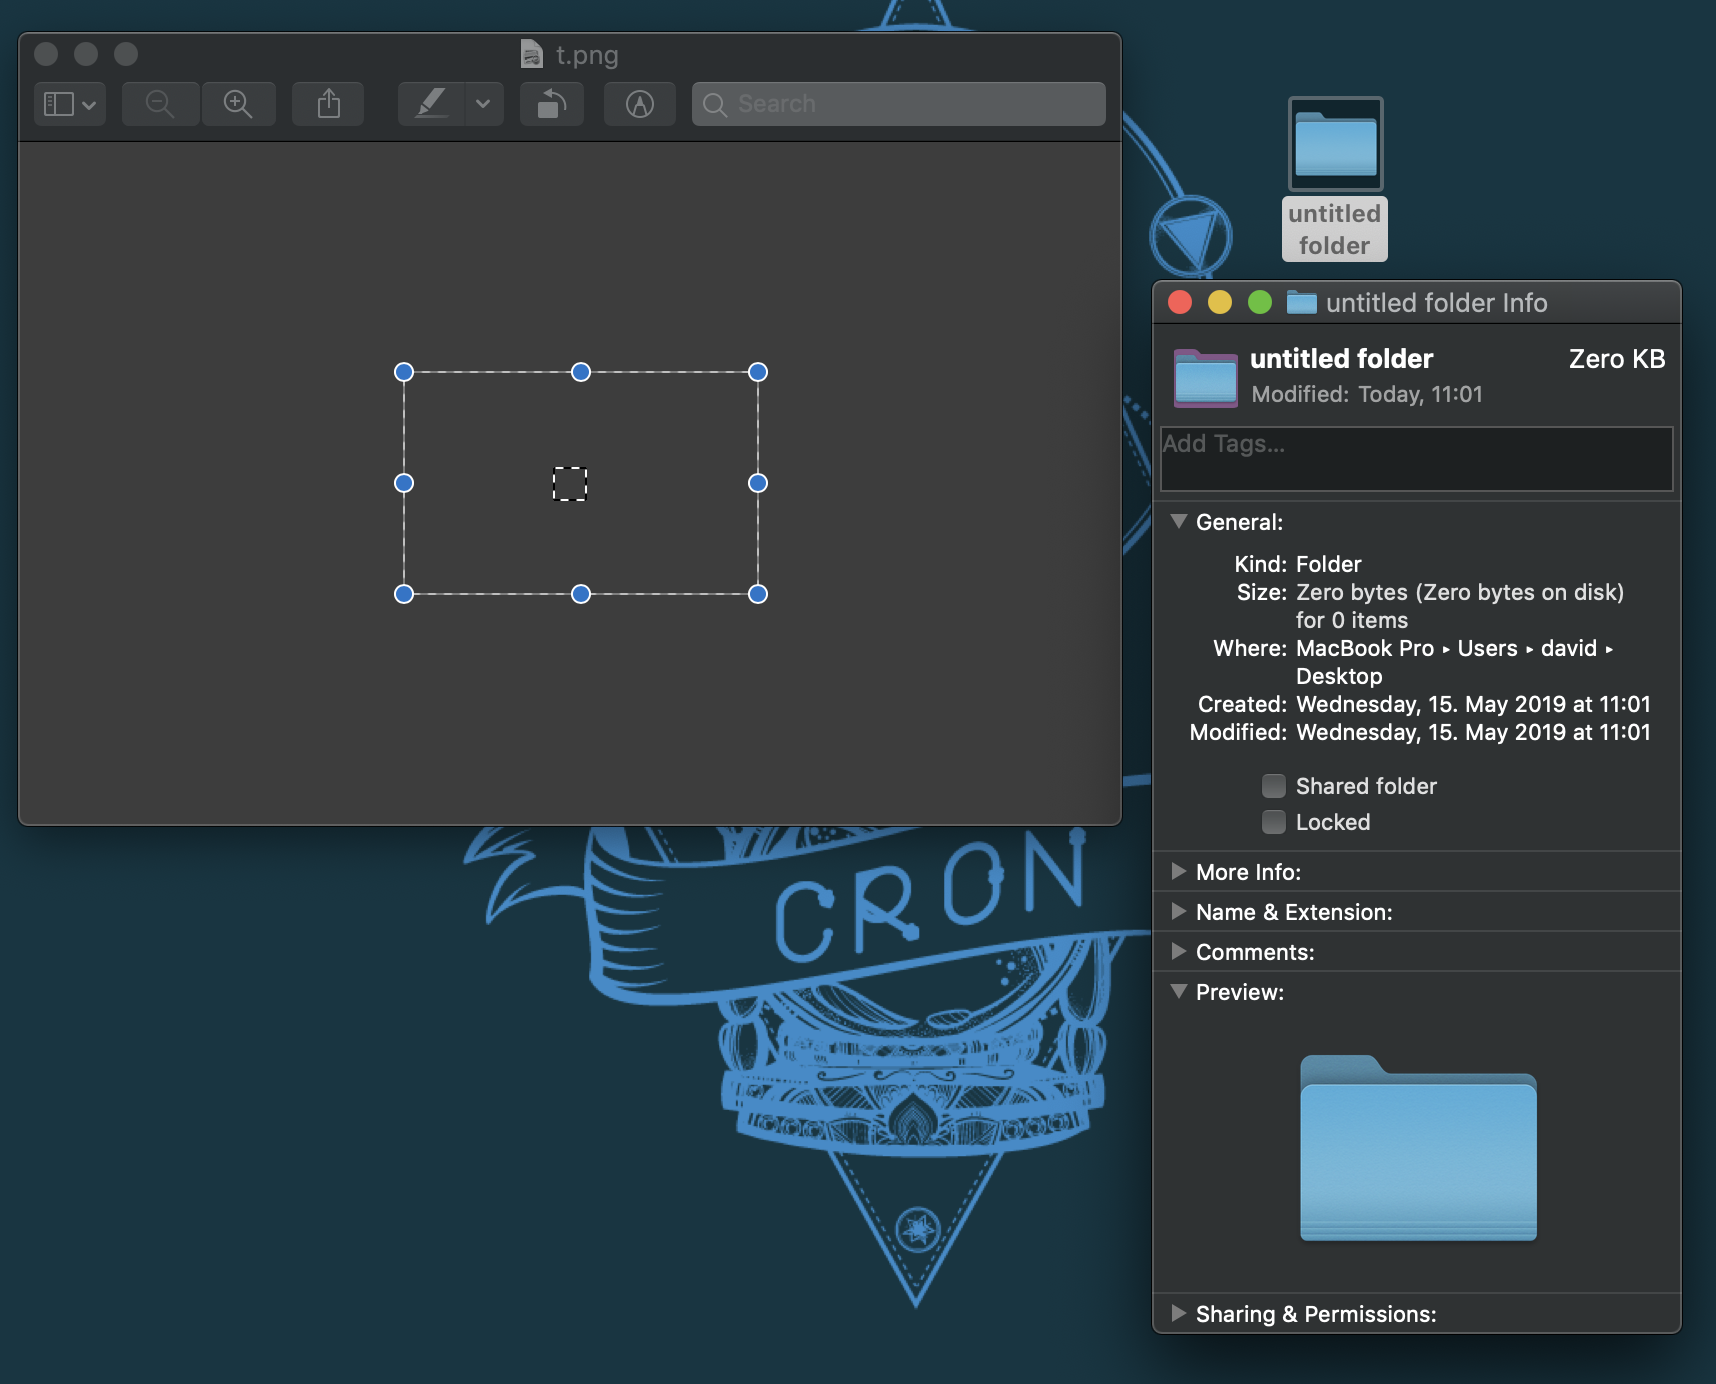 t.png
Search
untitled
folder
untitled folder Info
untitled folder
Zero KB
Modified: Today, 11:01
Add Tags...
General:
Kind: Folder
Size: Zero bytes (Zero bytes on disk)
for 0 items
Where: MacBook Pro ▸ Users ▸ david ▸
Desktop
Created: Wednesday, 15. May 2019 at 11:01
Modified: Wednesday, 15. May 2019 at 11:01
Shared folder
Locked
More Info:
Name & Extension:
Comments:
Preview:
Sharing & Permissions:
CRON